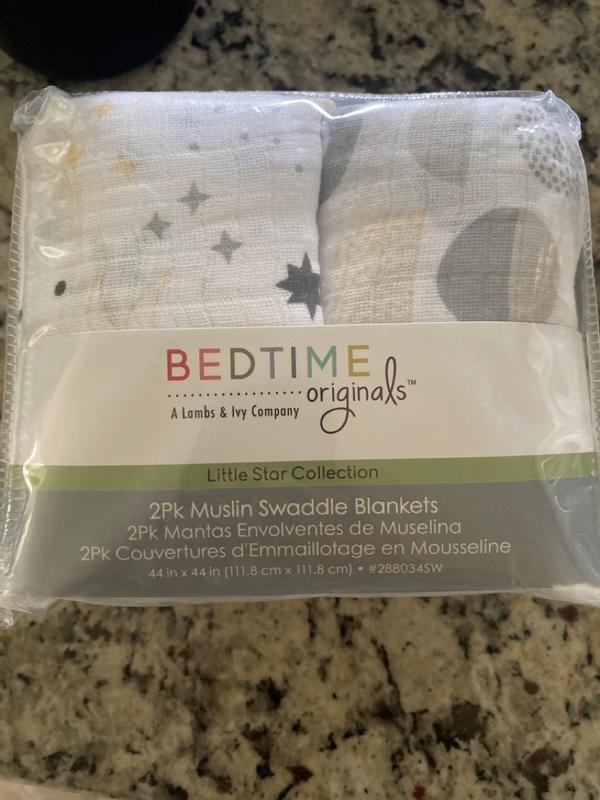 BEDTIME
originals™
A Lambs & Ivy Company
Little Star Collection
2Pk Muslin Swaddle Blankets
2Pk Mantas Envolventes de Muselina
2Pk Couvertures d'Emmaillotage en Mousseline
44 in x 44 in (111.8 cm x 111.8 cm) • #288034SW